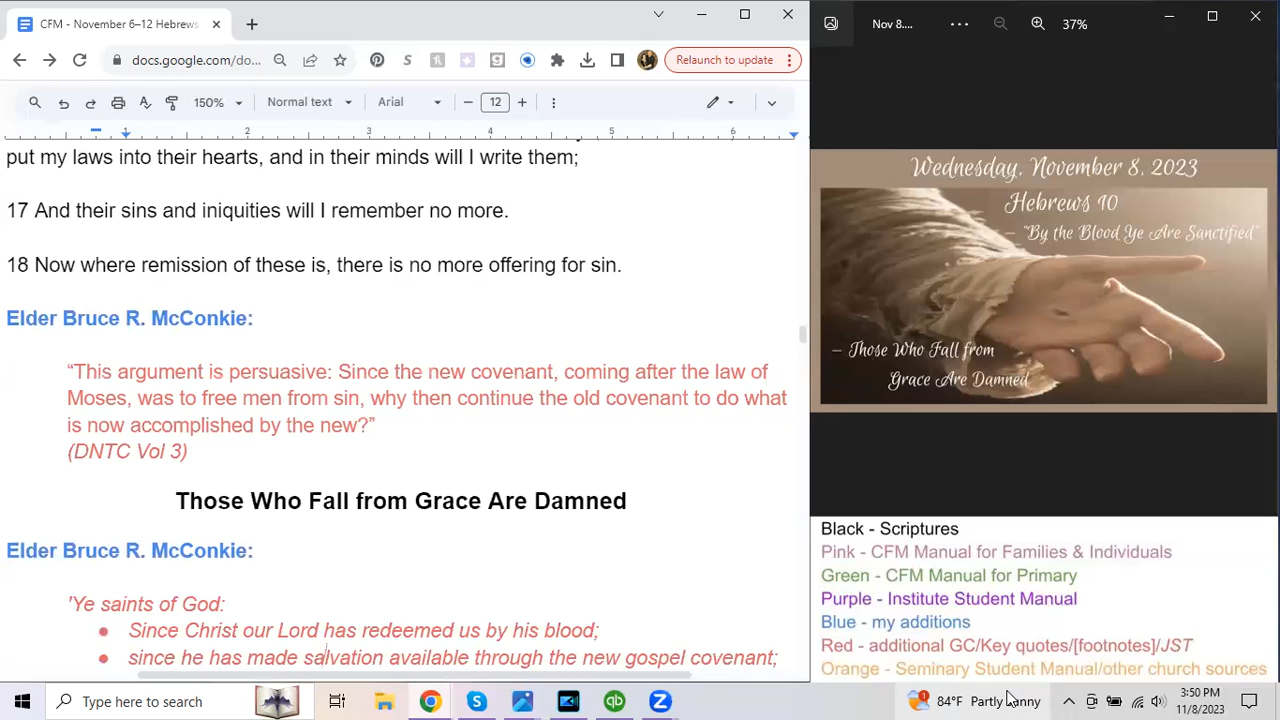 CFM – November 6–12 Hebrews
docs.google.com/do...
Relaunch to update
150%
Normal text
Arial
12
1
2
3
4
5
6
put my laws into their hearts, and in their minds will I write them;
17 And their sins and iniquities will I remember no more.
18 Now where remission of these is, there is no more offering for sin.
Elder Bruce R. McConkie:
“This argument is persuasive: Since the new covenant, coming after the law of
Moses, was to free men from sin, why then continue the old covenant to do what
is now accomplished by the new?”
(DNTC Vol 3)
Those Who Fall from Grace Are Damned
Elder Bruce R. McConkie:
'Ye saints of God:
● Since Christ our Lord has redeemed us by his blood;
● since he has made salvation available through the new gospel covenant;
Nov 8....
37%
Wednesday, November 8, 2023
Hebrews 10
– "By the Blood Ye Are Sanctified"
– Those Who Fall from
Grace Are Damned
Black - Scriptures
Pink - CFM Manual for Families & Individuals
Green - CFM Manual for Primary
Purple - Institute Student Manual
Blue - my additions
Red - additional GC/Key quotes/[footnotes]/JST
Orange - Seminary Student Manual/other church sources
Type here to search
84°F Partly sunny
3:50 PM
11/8/2023